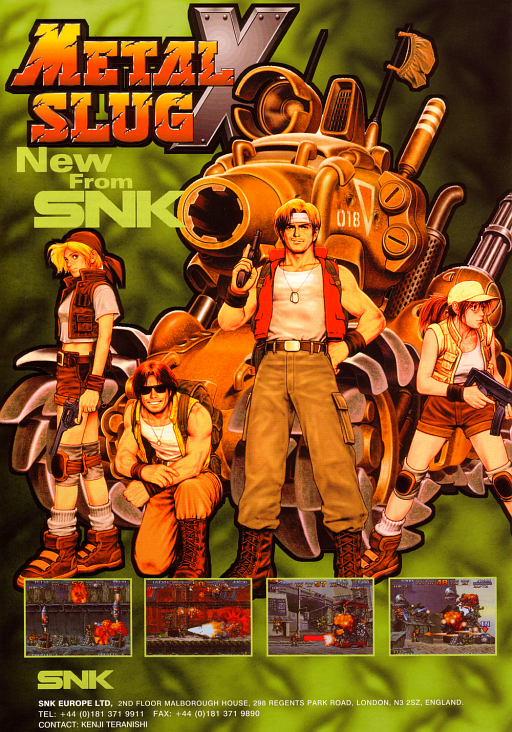 METAL
SLUG X
New
From
SNK
018
SNK
SNK EUROPE LTD, 2ND FLOOR MALBOROUGH HOUSE, 298 REGENTS PARK ROAD, LONDON, N3 2SZ, ENGLAND.
TEL: +44 (0)181 371 9911 FAX: +44 (0)181 371 9890
CONTACT: KENJI TERANISHI